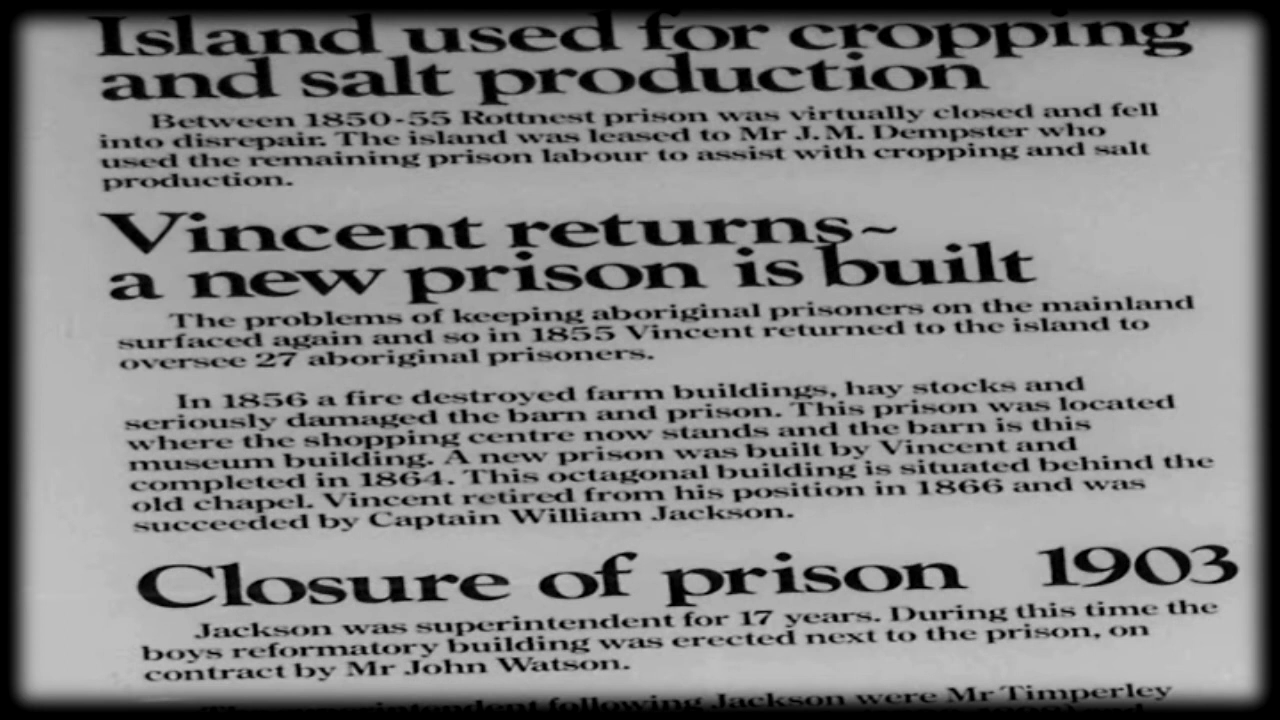 Island used for cropping
and salt production
Between 1850-55 Rottnest prison was virtually closed and fell
into disrepair. The island was leased to Mr J.M. Dempster who
used the remaining prison labour to assist with cropping and salt
production.
Vincent returns~
a new prison is built
The problems of keeping aboriginal prisoners on the mainland
surfaced again and so in 1855 Vincent returned to the island to
oversee 27 aboriginal prisoners.
In 1856 a fire destroyed farm buildings, hay stocks and
seriously damaged the barn and prison. This prison was located
where the shopping centre now stands and the barn is this
museum building. A new prison was built by Vincent and
completed in 1864. This octagonal building is situated behind the
old chapel. Vincent retired from his position in 1866 and was
succeeded by Captain William Jackson.
Closure of prison 1903
Jackson was superintendent for 17 years. During this time the
boys reformatory building was erected next to the prison, on
contract by Mr John Watson.
following Jackson were Mr Timperley